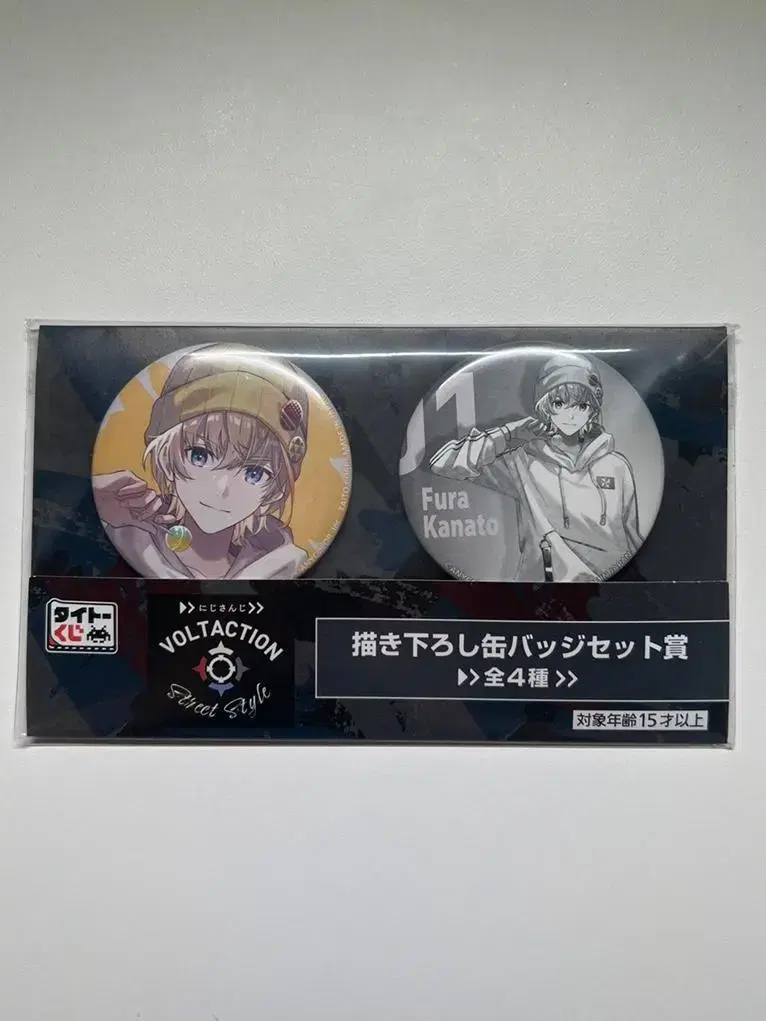 01
Fura
Kanato
タイトー
くじ
にじさんじ
VOLTACTION
Street Style
描き下ろし缶バッジセット賞
全4種
対象年齢15才以上